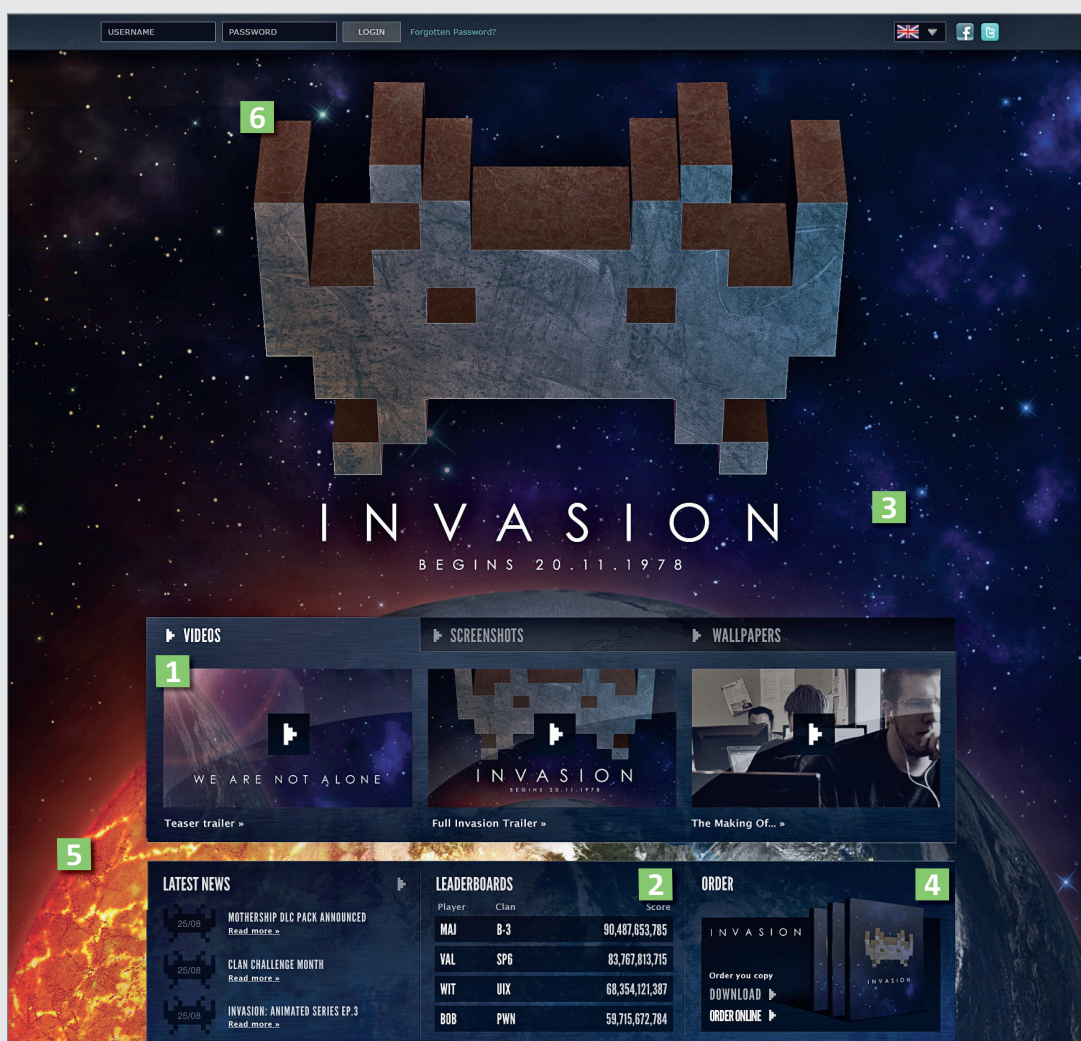 USERNAME PASSWORD LOGIN Forgotten Password?
6
3
INVASION
BEGINS 20.11.1978
VIDEOS SCREENSHOTS WALLPAPERS
1
WE ARE NOT ALONE
INVASION
BEGINS 20.11.1978
Teaser trailer » Full Invasion Trailer » The Making Of... »
5
LATEST NEWS
25/08 MOTHERSHIP DLC PACK ANNOUNCED
Read more »
25/08 CLAN CHALLENGE MONTH
Read more »
25/08 INVASION: ANIMATED SERIES EP.3
Read more »
LEADERBOARDS 2
Player Clan Score
MAJ B-3 90,487,653,785
VAL SP6 83,767,813,715
WIT UIX 68,354,121,387
BOB PWN 59,715,672,784
ORDER 4
INVASION
INVASION
Order you copy
DOWNLOAD
ORDER ONLINE